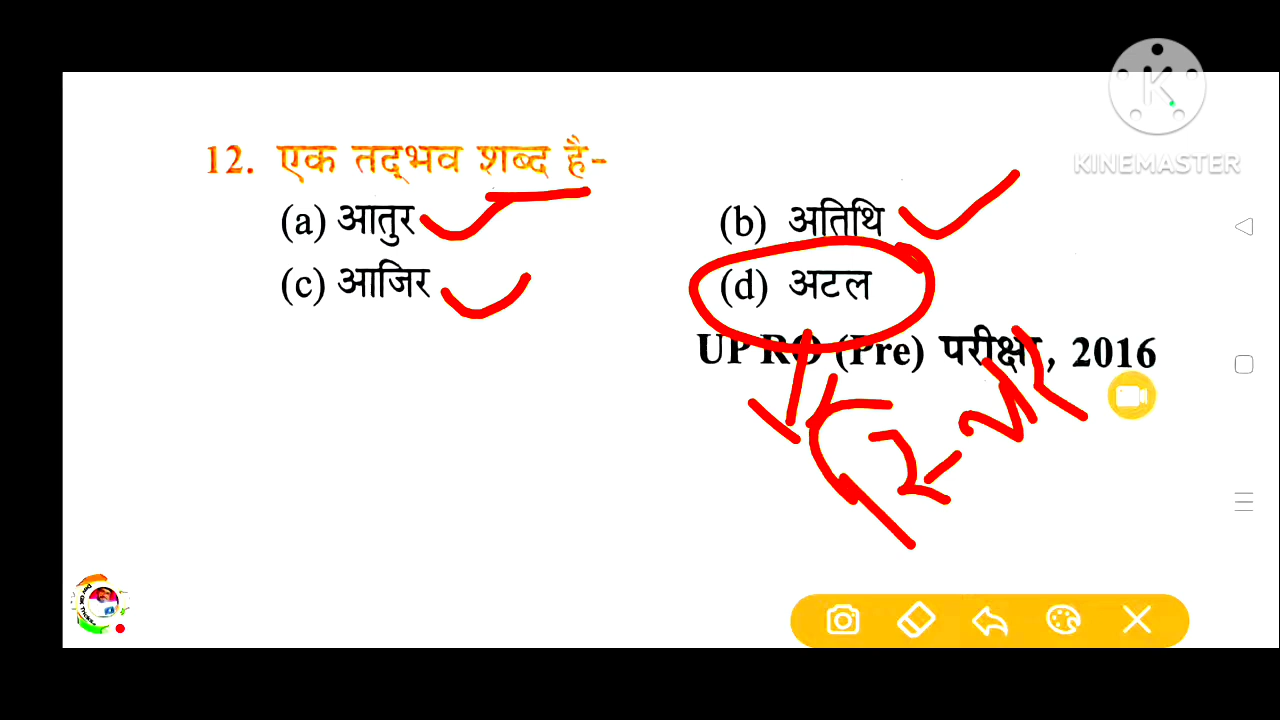 KINEMASTER
12. एक तद्भव शब्द है-
(a) आतुर (b) अतिथि
(c) आजिर (d) अटल
UP RO (Pre) परीक्षा, 2016